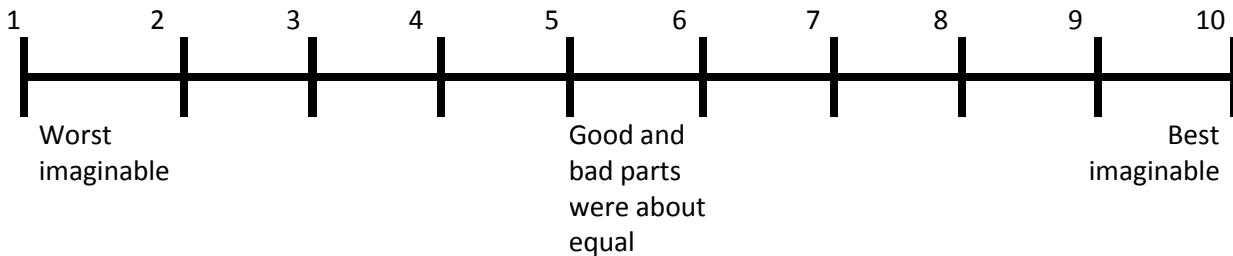 1 2 3 4 5 6 7 8 9 10
Worst
imaginable
Good and
bad parts
were about
equal
Best
imaginable